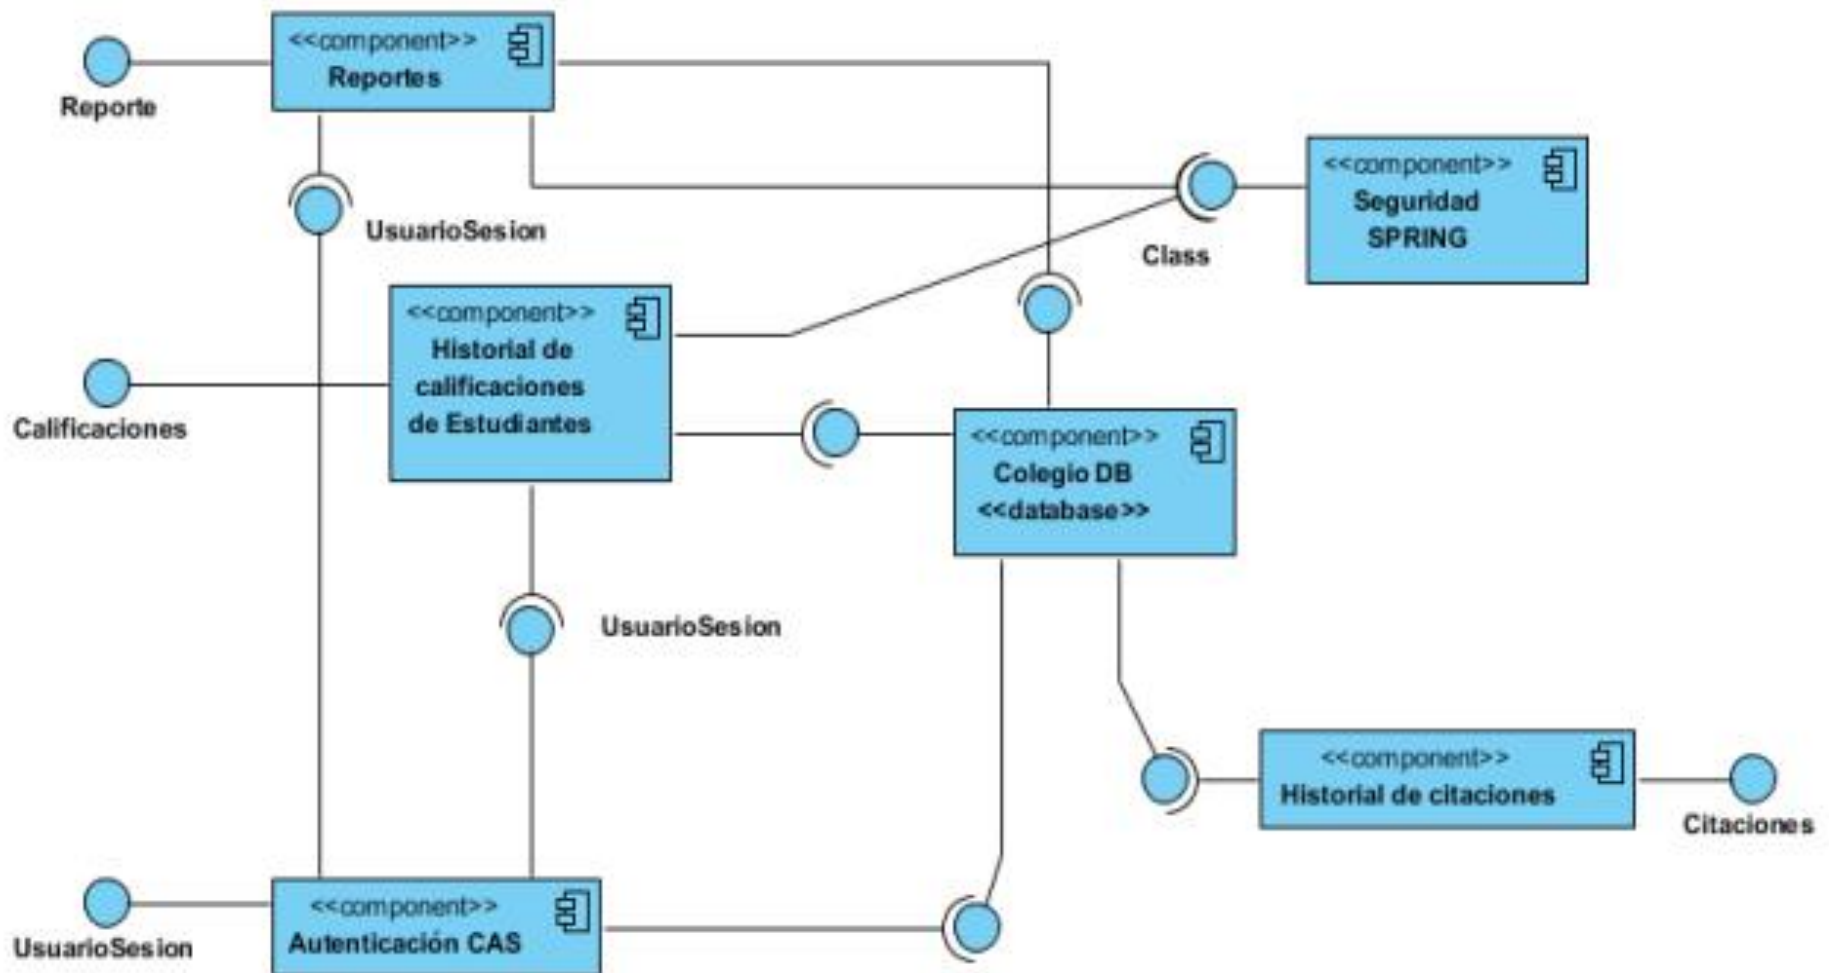 <<component>>
Reportes
Reporte
<<component>>
Seguridad
SPRING
UsuarioSesion
Class
<<component>>
Historial de
calificaciones
de Estudiantes
Calificaciones
<<component>>
Colegio DB
<<database>>
UsuarioSesion
<<component>>
Historial de citaciones
Citaciones
<<component>>
Autenticación CAS
UsuarioSesion